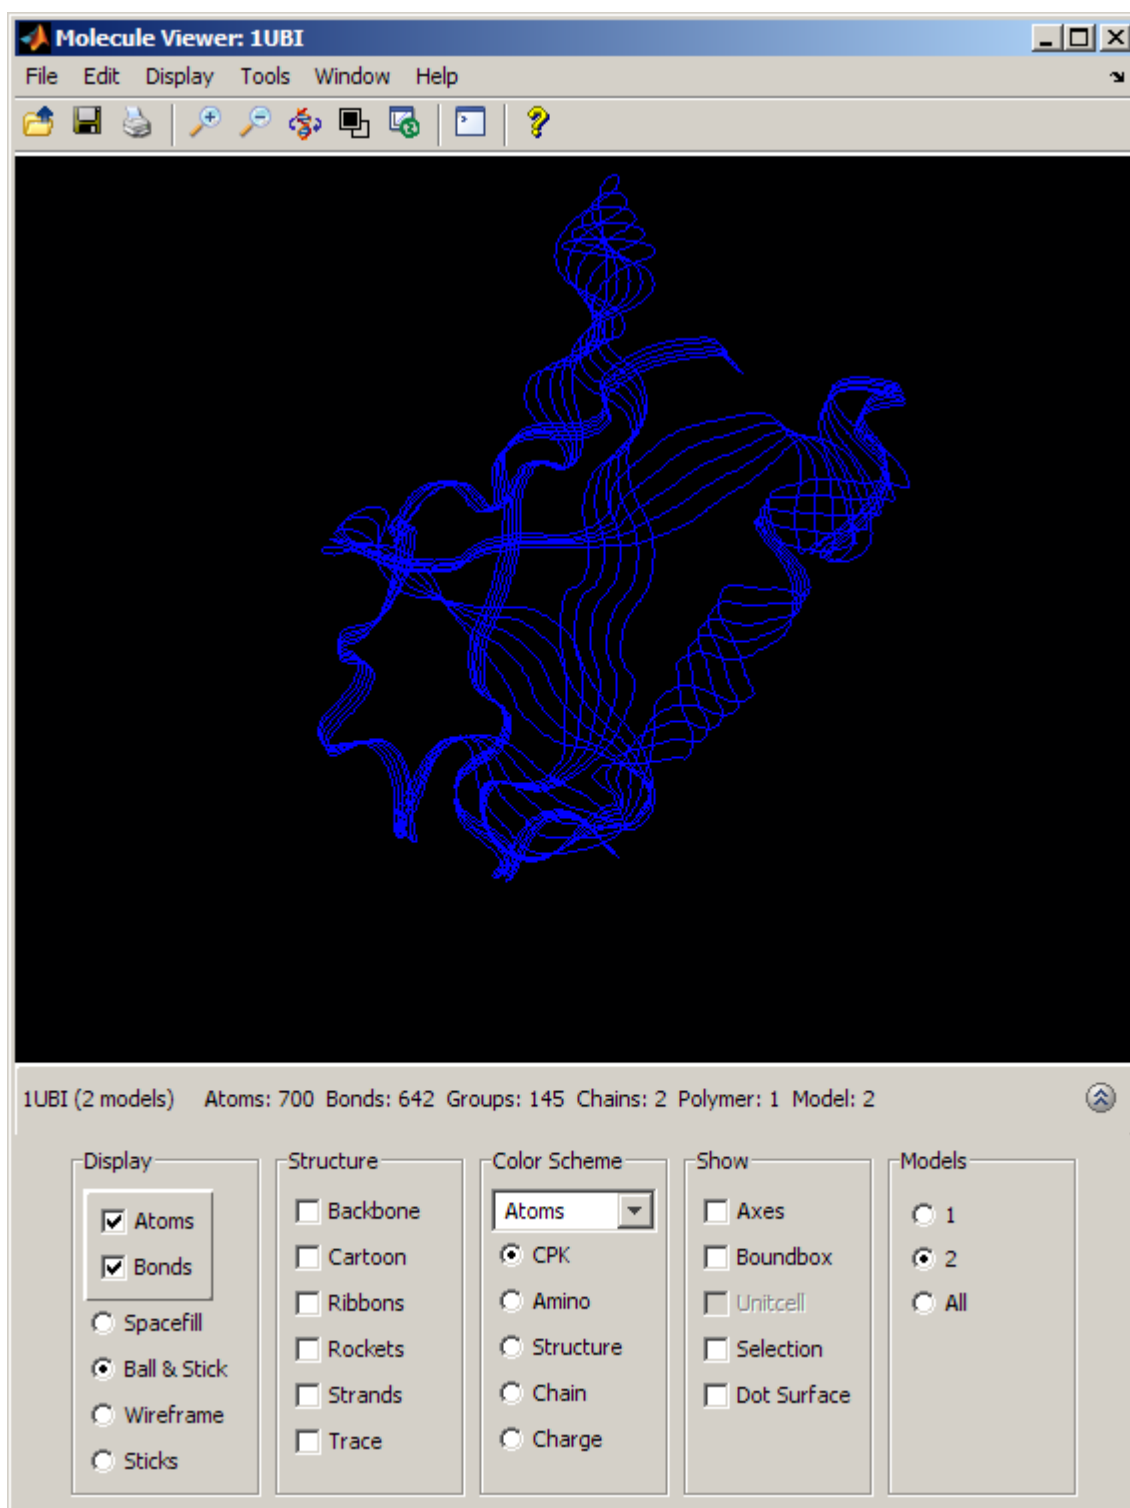 Molecule Viewer: 1UBI
File Edit Display Tools Window Help
1UBI (2 models) Atoms: 700 Bonds: 642 Groups: 145 Chains: 2 Polymer: 1 Model: 2
Display
Atoms
Bonds
Spacefill
Ball & Stick
Wireframe
Sticks
Structure
Backbone
Cartoon
Ribbons
Rockets
Strands
Trace
Color Scheme
Atoms
CPK
Amino
Structure
Chain
Charge
Show
Axes
Boundbox
Unitcell
Selection
Dot Surface
Models
1
2
All